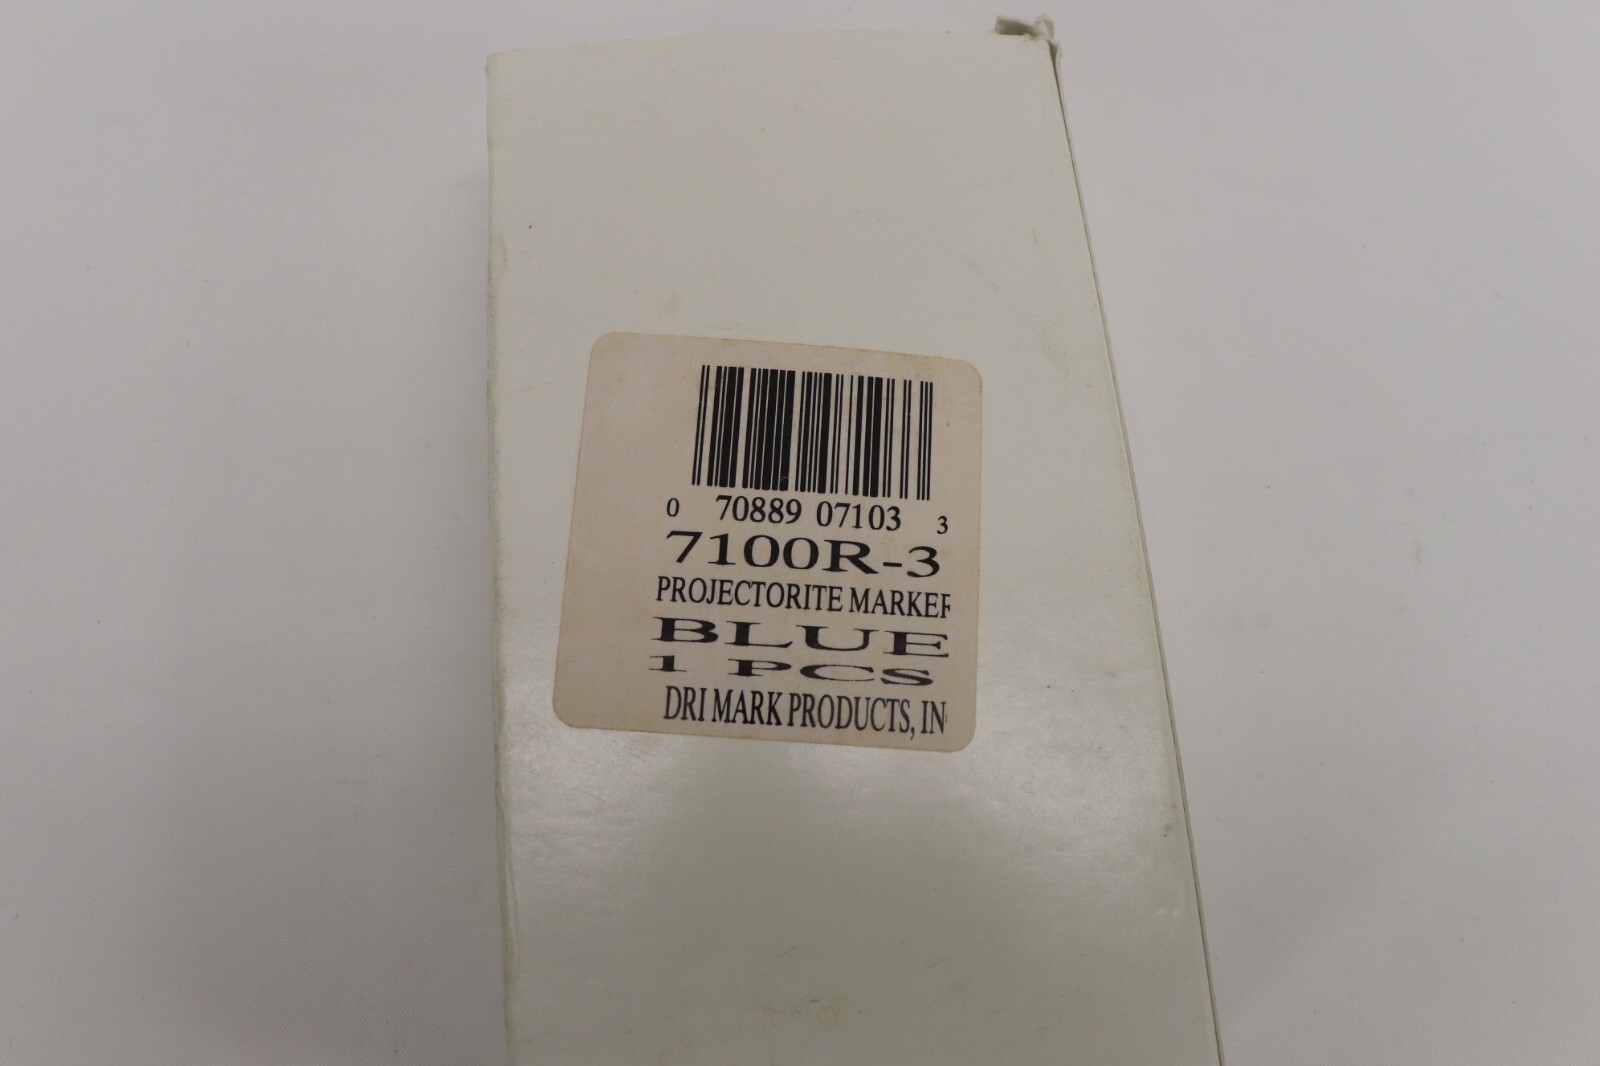 0 70889 07103 3
7100R-3
PROJECTORITE MARKER
BLUE
1 PCS
DRI MARK PRODUCTS, IN